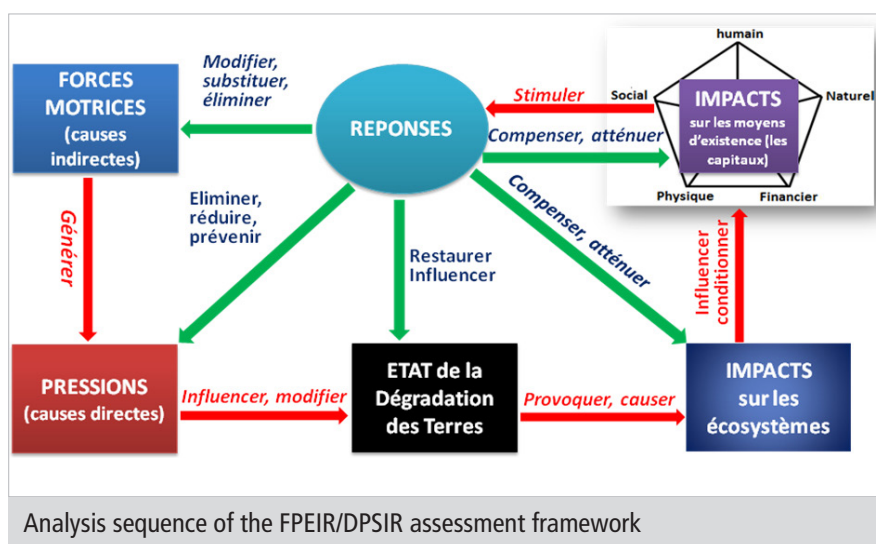 FORCES
MOTRICES
(causes
indirectes)
Modifier,
substituer,
éliminer
REPONSES
Stimuler
Compenser, atténuer
humain
Social
Naturel
IMPACTS
sur les moyens
d'existence (les
capitaux)
Physique
Financier
Générer
Eliminer,
réduire,
prévenir
Restaurer
Influencer
Compenser, atténuer
Influencer
conditionner
PRESSIONS
(causes directes)
Influencer, modifier
ETAT de la
Dégradation
des Terres
Provoquer, causer
IMPACTS
sur les
écosystèmes
Analysis sequence of the FPEIR/DPSIR assessment framework